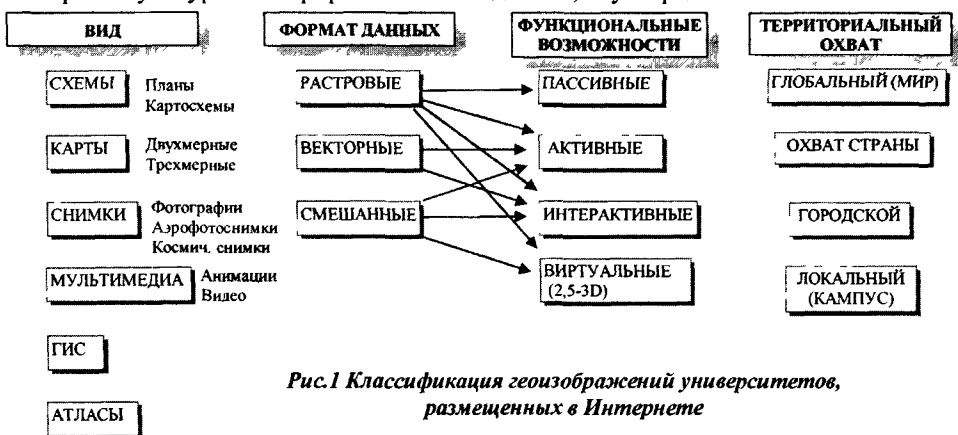 ВИД
СХЕМЫ
Планы
Картосхемы
КАРТЫ
Двухмерные
Трехмерные
СНИМКИ
Фотографии
Аэрофотоснимки
Космич. снимки
МУЛЬТИМЕДИА
Анимации
Видео
ГИС
АТЛАСЫ
ФОРМАТ ДАННЫХ
РАСТРОВЫЕ
ВЕКТОРНЫЕ
СМЕШАННЫЕ
ФУНКЦИОНАЛЬНЫЕ
ВОЗМОЖНОСТИ
ПАССИВНЫЕ
АКТИВНЫЕ
ИНТЕРАКТИВНЫЕ
ВИРТУАЛЬНЫЕ
(2,5-3D)
ТЕРРИТОРИАЛЬНЫЙ
ОХВАТ
ГЛОБАЛЬНЫЙ (МИР)
ОХВАТ СТРАНЫ
ГОРОДСКОЙ
ЛОКАЛЬНЫЙ
(КАМПУС)
Рис.1 Классификация геоизображений университетов,
размещенных в Интернете